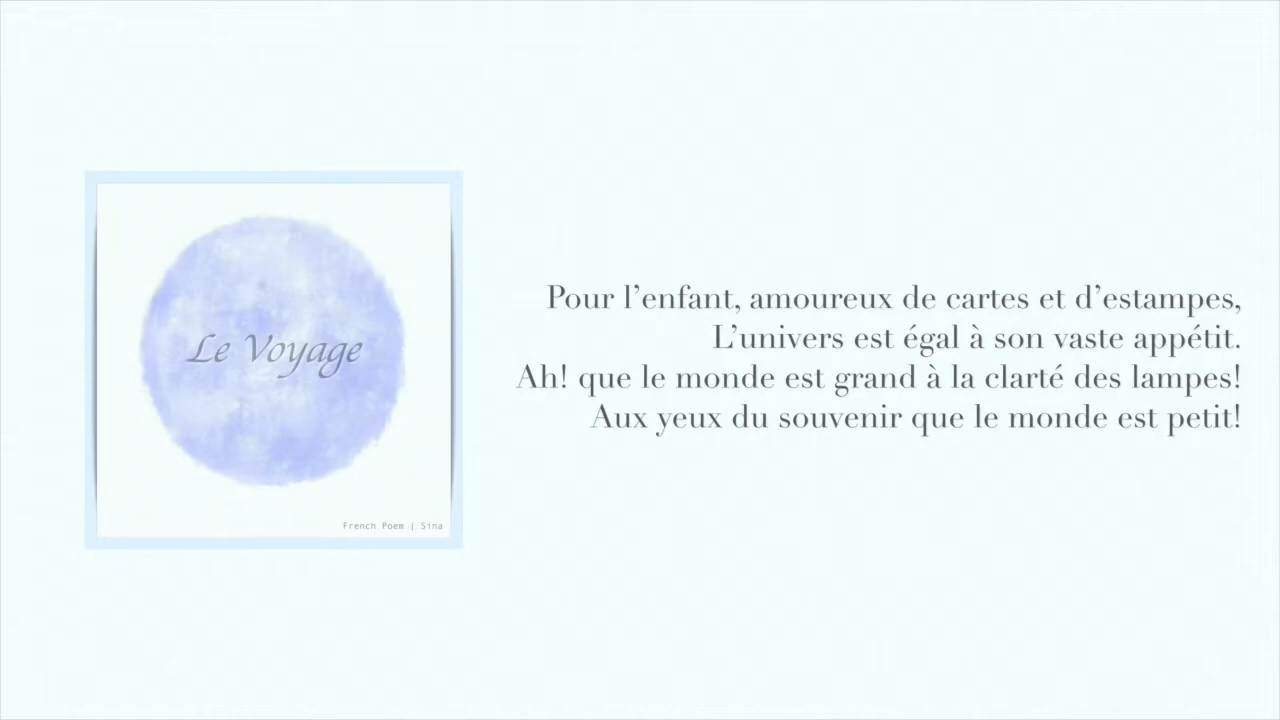 Le Voyage
French Poem | Sina
Pour l’enfant, amoureux de cartes et d’estampes,
L’univers est égal à son vaste appétit.
Ah! que le monde est grand à la clarté des lampes!
Aux yeux du souvenir que le monde est petit!